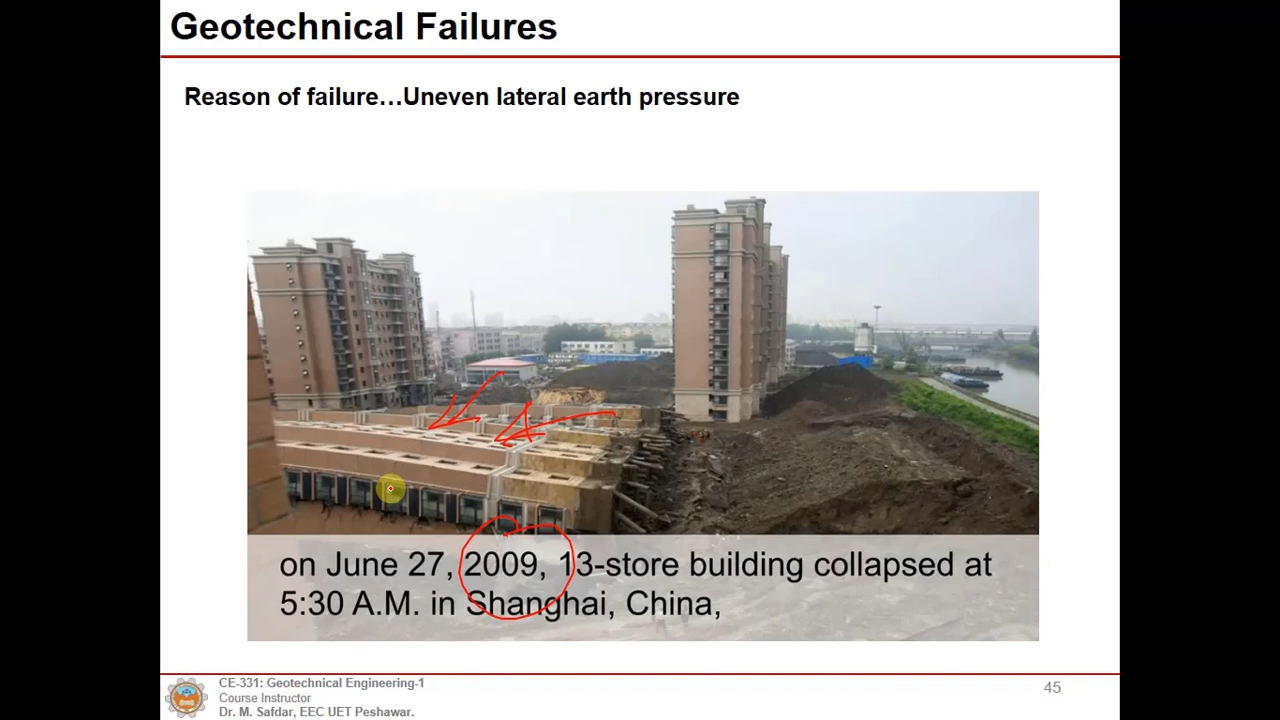 Geotechnical Failures
Reason of failure…Uneven lateral earth pressure
on June 27, 2009, 13-store building collapsed at
5:30 A.M. in Shanghai, China,
CE-331: Geotechnical Engineering-1
Course Instructor
Dr. M. Safdar, EEC UET Peshawar.
45